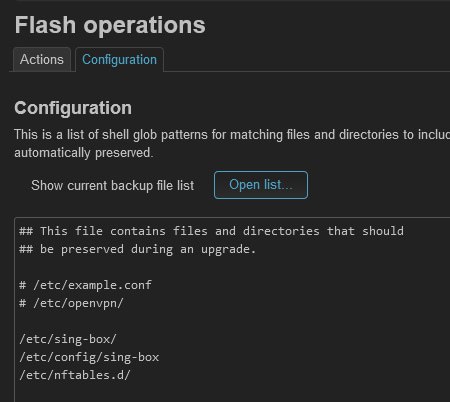 Flash operations
Actions
Configuration
Configuration
This is a list of shell glob patterns for matching files and directories to
automatically preserved.
Show current backup file list
Open list...
## This file contains files and directories that should
## be preserved during an upgrade.
# /etc/example.conf
# /etc/openvpn/
/etc/sing-box/
/etc/config/sing-box
/etc/nftables.d/